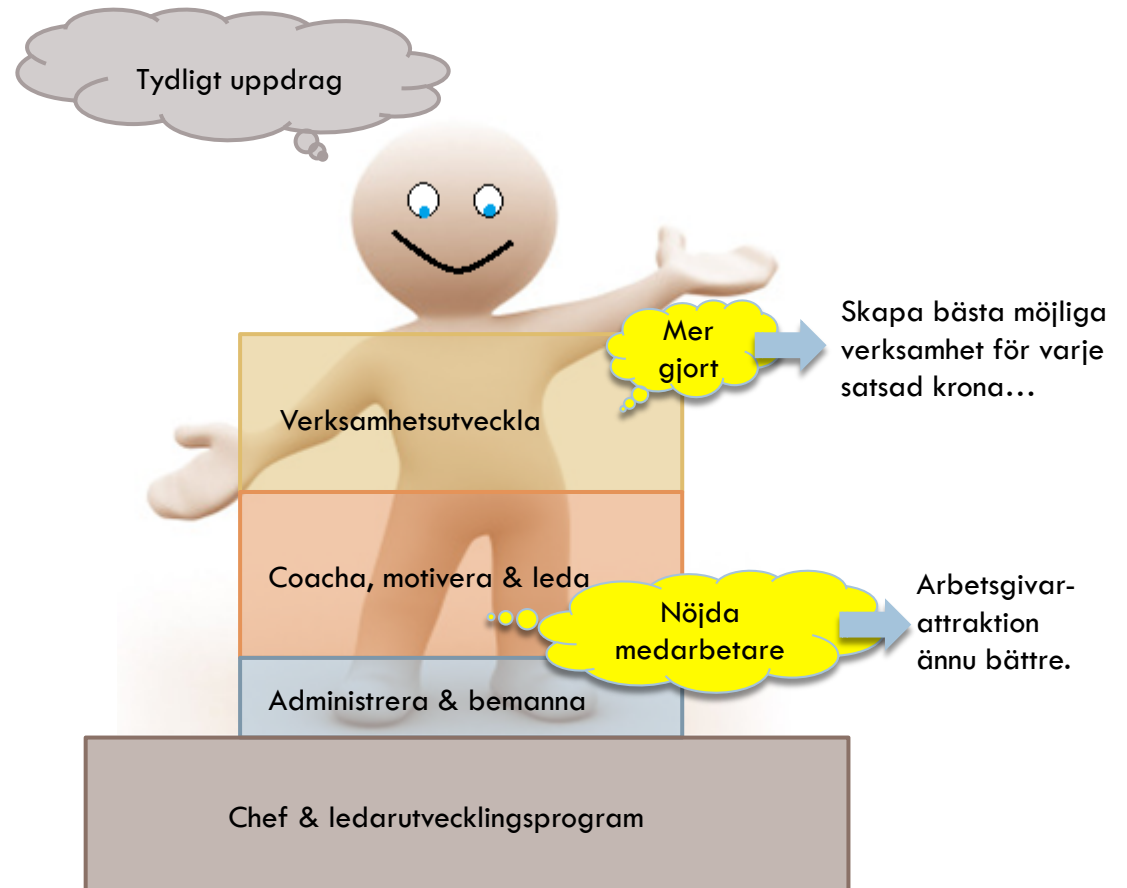 Tydligt uppdrag
Mer
gjort
Skapa bästa möjliga
verksamhet för varje
satsad krona…
Verksamhetsutveckla
Coacha, motivera & leda
Nöjda
medarbetare
Arbetsgivar-
attraktion
ännu bättre.
Administrera & bemanna
Chef & ledarutvecklingsprogram